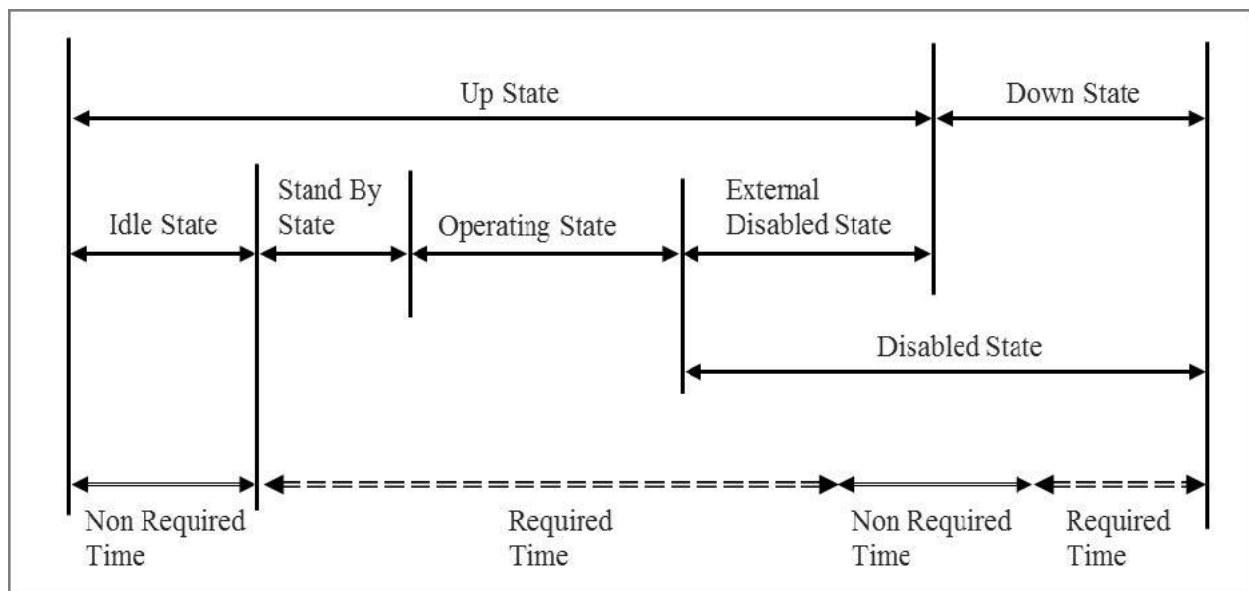 Up State
Down State
Stand By
State
External
Disabled State
Idle State
Operating State
Disabled State
Non Required
Time
Required
Time
Non Required
Time
Required
Time